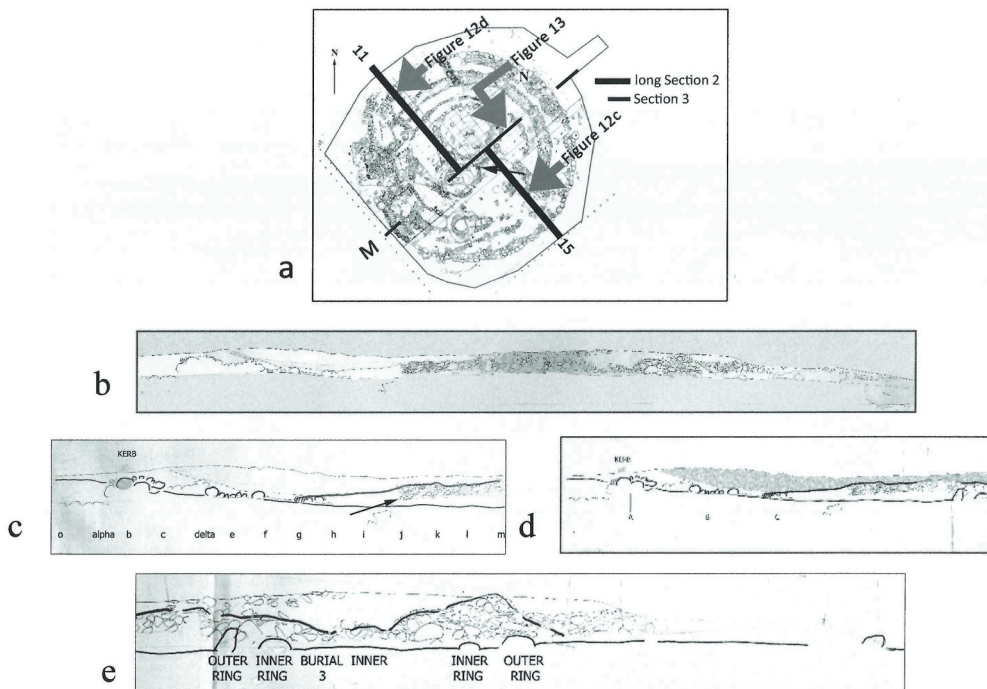 N
11
Figure 12d
Figure 13
N
long Section 2
Section 3
Figure 12c
M
15
a
b
KERB
o alpha b c delta e f g h i j k l m
c
KERB
A B C
d
OUTER RING
INNER RING
BURIAL 3
INNER
INNER RING
OUTER RING
e